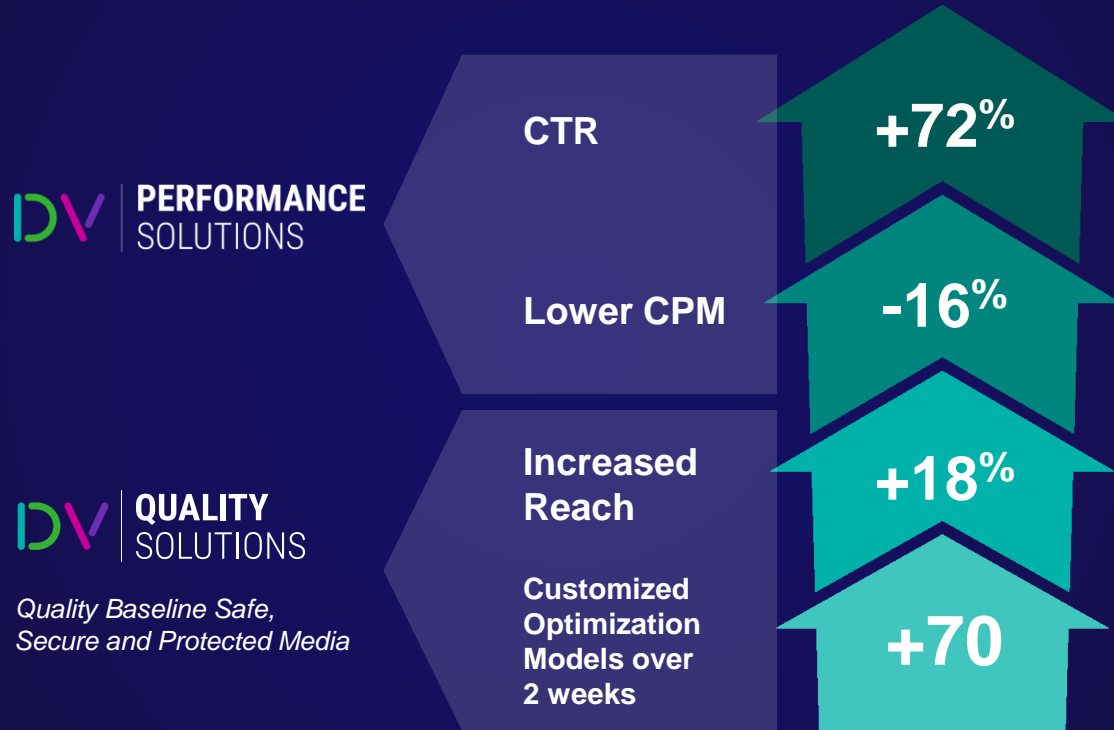 DV PERFORMANCE
SOLUTIONS
CTR
+72%
Lower CPM
-16%
DV QUALITY
SOLUTIONS
Quality Baseline Safe,
Secure and Protected Media
Increased
Reach
+18%
Customized
Optimization
Models over
2 weeks
+70